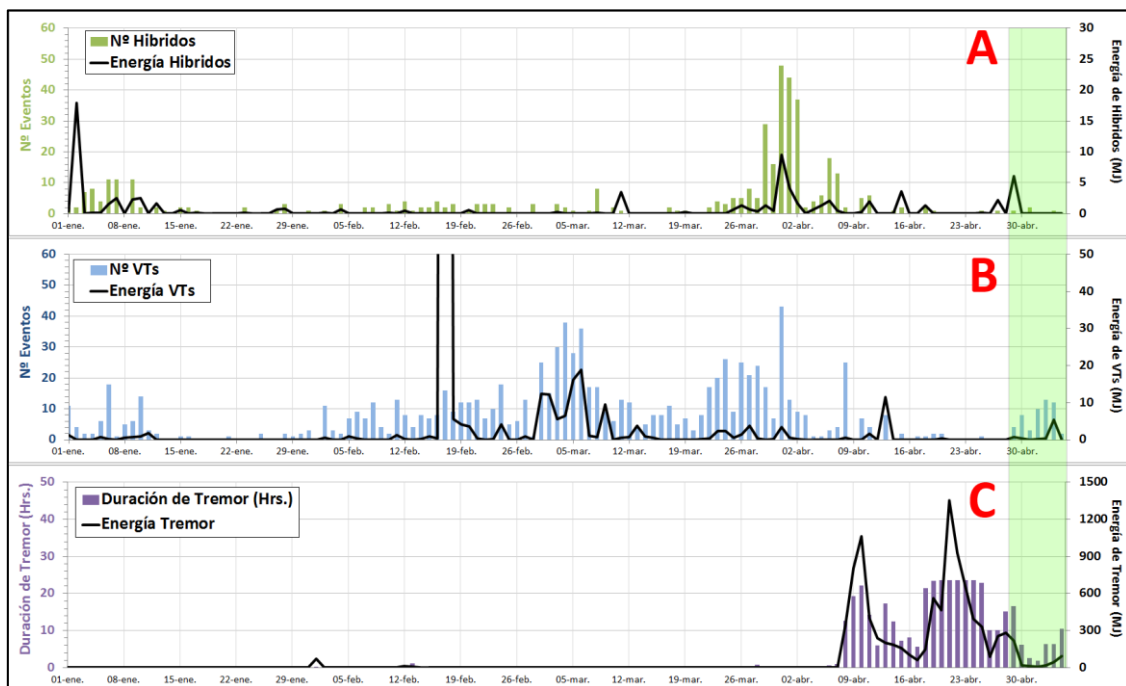 A
Nº Hibridos
Energía Hibridos
Nº Eventos
Energía de Hibridos (MJ)
60
50
40
30
20
10
0
30
25
20
15
10
5
0
01-ene. 08-ene. 15-ene. 22-ene. 29-ene. 05-feb. 12-feb. 19-feb. 26-feb. 05-mar. 12-mar. 19-mar. 26-mar. 02-abr. 09-abr. 16-abr. 23-abr. 30-abr.
B
Nº VTs
Energía VTs
Nº Eventos
Energía de VTs (MJ)
60
50
40
30
20
10
0
50
40
30
20
10
0
01-ene. 08-ene. 15-ene. 22-ene. 29-ene. 05-feb. 12-feb. 19-feb. 26-feb. 05-mar. 12-mar. 19-mar. 26-mar. 02-abr. 09-abr. 16-abr. 23-abr. 30-abr.
C
Duración de Tremor (Hrs.)
Energía Tremor
Duración de Tremor (Hrs.)
Energía de Tremor (MJ)
50
40
30
20
10
0
1500
1200
900
600
300
0
01-ene. 08-ene. 15-ene. 22-ene. 29-ene. 05-feb. 12-feb. 19-feb. 26-feb. 05-mar. 12-mar. 19-mar. 26-mar. 02-abr. 09-abr. 16-abr. 23-abr. 30-abr.